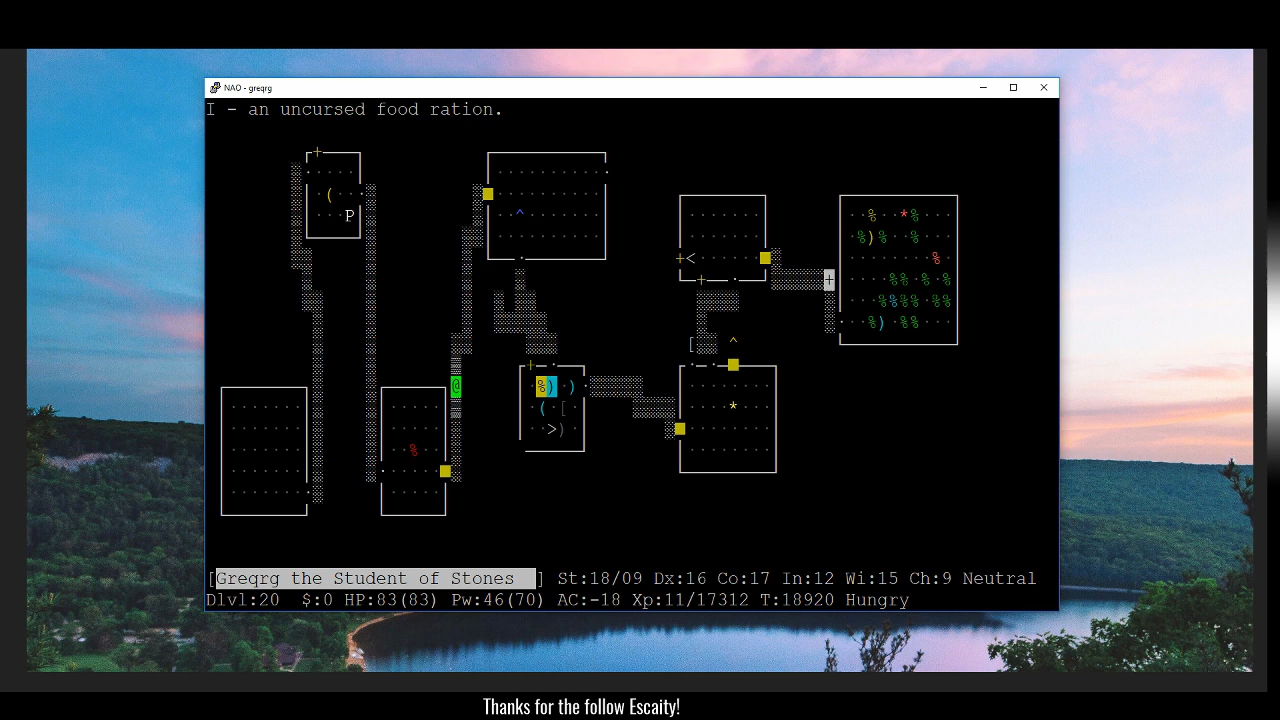 NAO - greqrg
I - an uncursed food ration.
[Greqrg the Student of Stones ] St:18/09 Dx:16 Co:17 In:12 Wi:15 Ch:9 Neutral
Dlvl:20 $:0 HP:83(83) Pw:46(70) AC:-18 Xp:11/17312 T:18920 Hungry
Thanks for the follow Escaity!